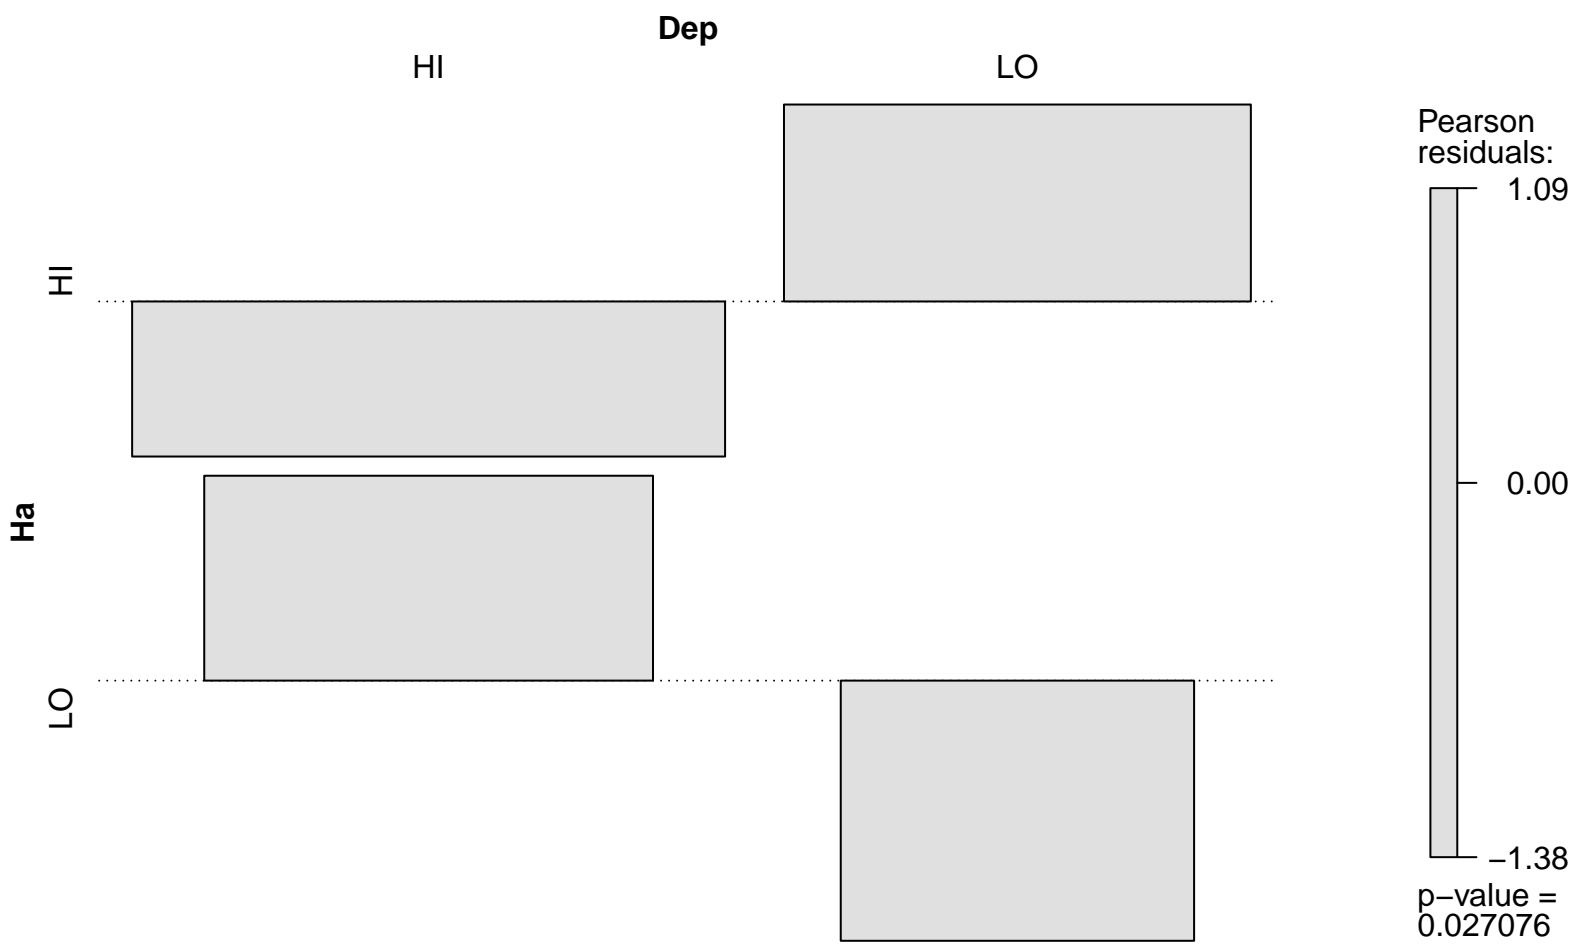 Dep
HI
LO
Pearson
residuals:
1.09
0.00
−1.38
p−value =
0.027076
Ha
HI
LO